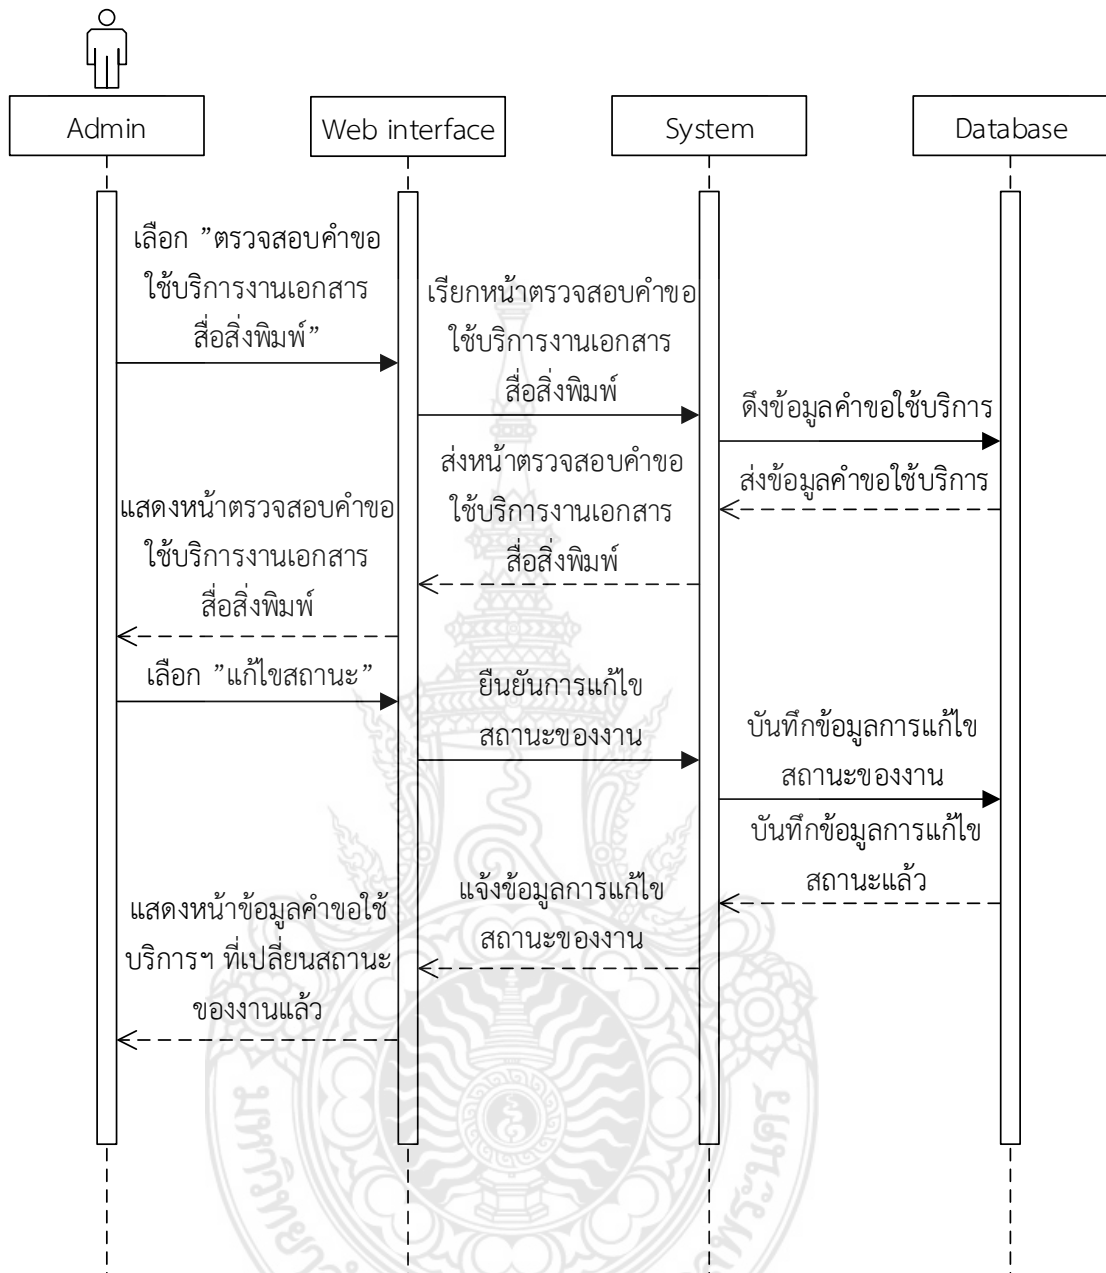 Admin
Web interface
System
Database
เลือก ”ตรวจสอบคำขอ
ใช้บริการงานเอกสาร
สื่อสิ่งพิมพ์”
เรียกหน้าตรวจสอบคำขอ
ใช้บริการงานเอกสาร
สื่อสิ่งพิมพ์
ดึงข้อมูลคำขอใช้บริการ
ส่งข้อมูลคำขอใช้บริการ
ส่งหน้าตรวจสอบคำขอ
ใช้บริการงานเอกสาร
สื่อสิ่งพิมพ์
แสดงหน้าตรวจสอบคำขอ
ใช้บริการงานเอกสาร
สื่อสิ่งพิมพ์
เลือก ”แก้ไขสถานะ”
ยืนยันการแก้ไข
สถานะของงาน
บันทึกข้อมูลการแก้ไข
สถานะของงาน
บันทึกข้อมูลการแก้ไข
สถานะแล้ว
แจ้งข้อมูลการแก้ไข
สถานะของงาน
แสดงหน้าข้อมูลคำขอใช้
บริการฯ ที่เปลี่ยนสถานะ
ของงานแล้ว